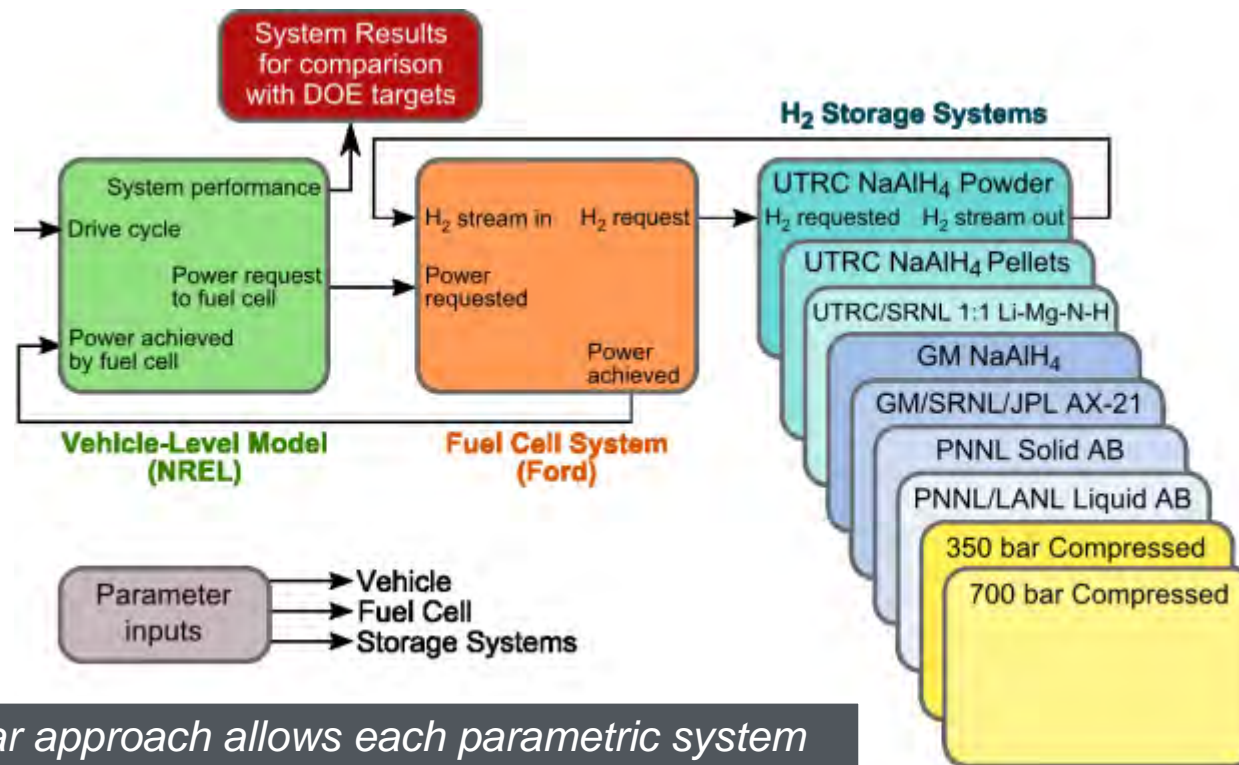 System Results
for comparison
with DOE targets
H₂ Storage Systems
System performance
Drive cycle
Power request
to fuel cell
Power achieved
by fuel cell
Vehicle-Level Model
(NREL)
H₂ stream in H₂ request
Power
requested
Power
achieved
Fuel Cell System
(Ford)
UTRC NaAlH₄ Powder
H₂ requested H₂ stream out
UTRC NaAlH₄ Pellets
UTRC/SRNL 1:1 Li-Mg-N-H
GM NaAlH₄
GM/SRNL/JPL AX-21
PNNL Solid AB
PNNL/LANL Liquid AB
350 bar Compressed
700 bar Compressed
Parameter
inputs
Vehicle
Fuel Cell
Storage Systems
approach allows each parametric system